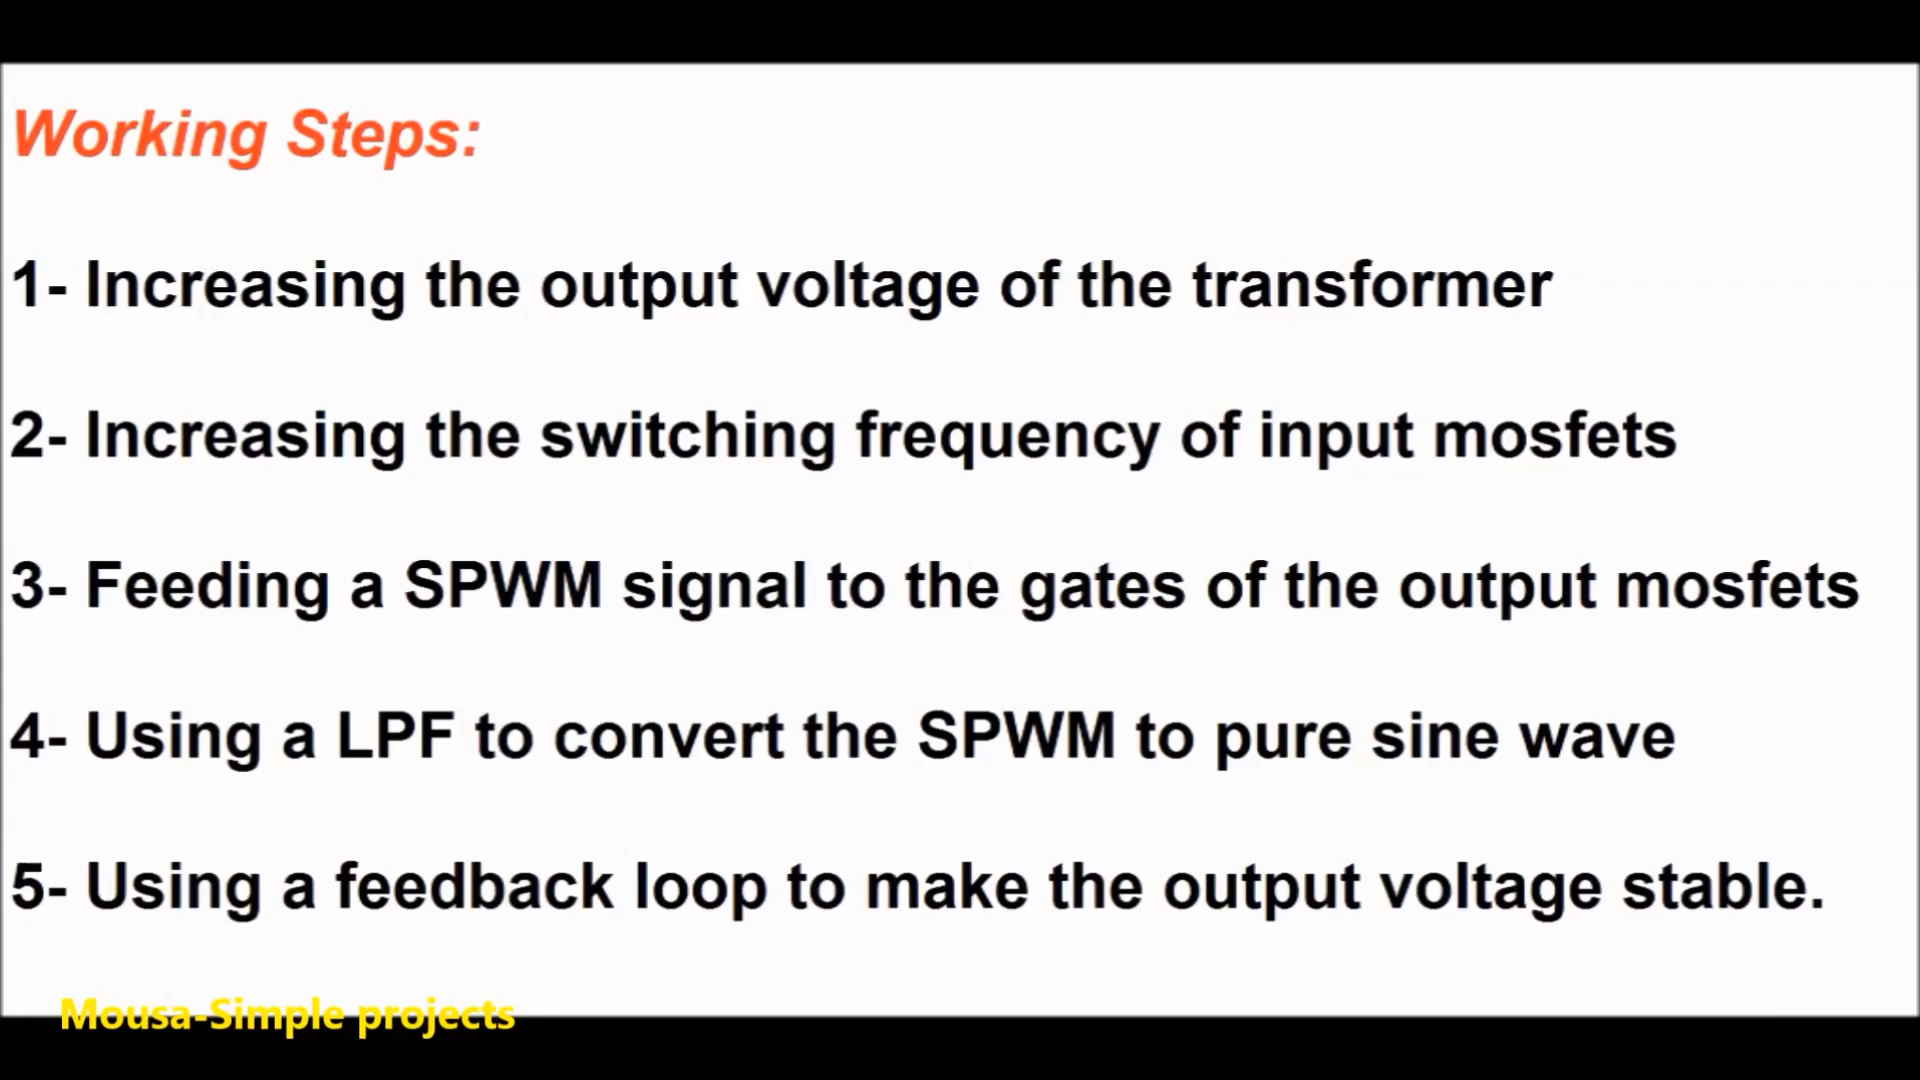 Working Steps:
1- Increasing the output voltage of the transformer
2- Increasing the switching frequency of input mosfets
3- Feeding a SPWM signal to the gates of the output mosfets
4- Using a LPF to convert the SPWM to pure sine wave
5- Using a feedback loop to make the output voltage stable.
Mousa-Simple projects